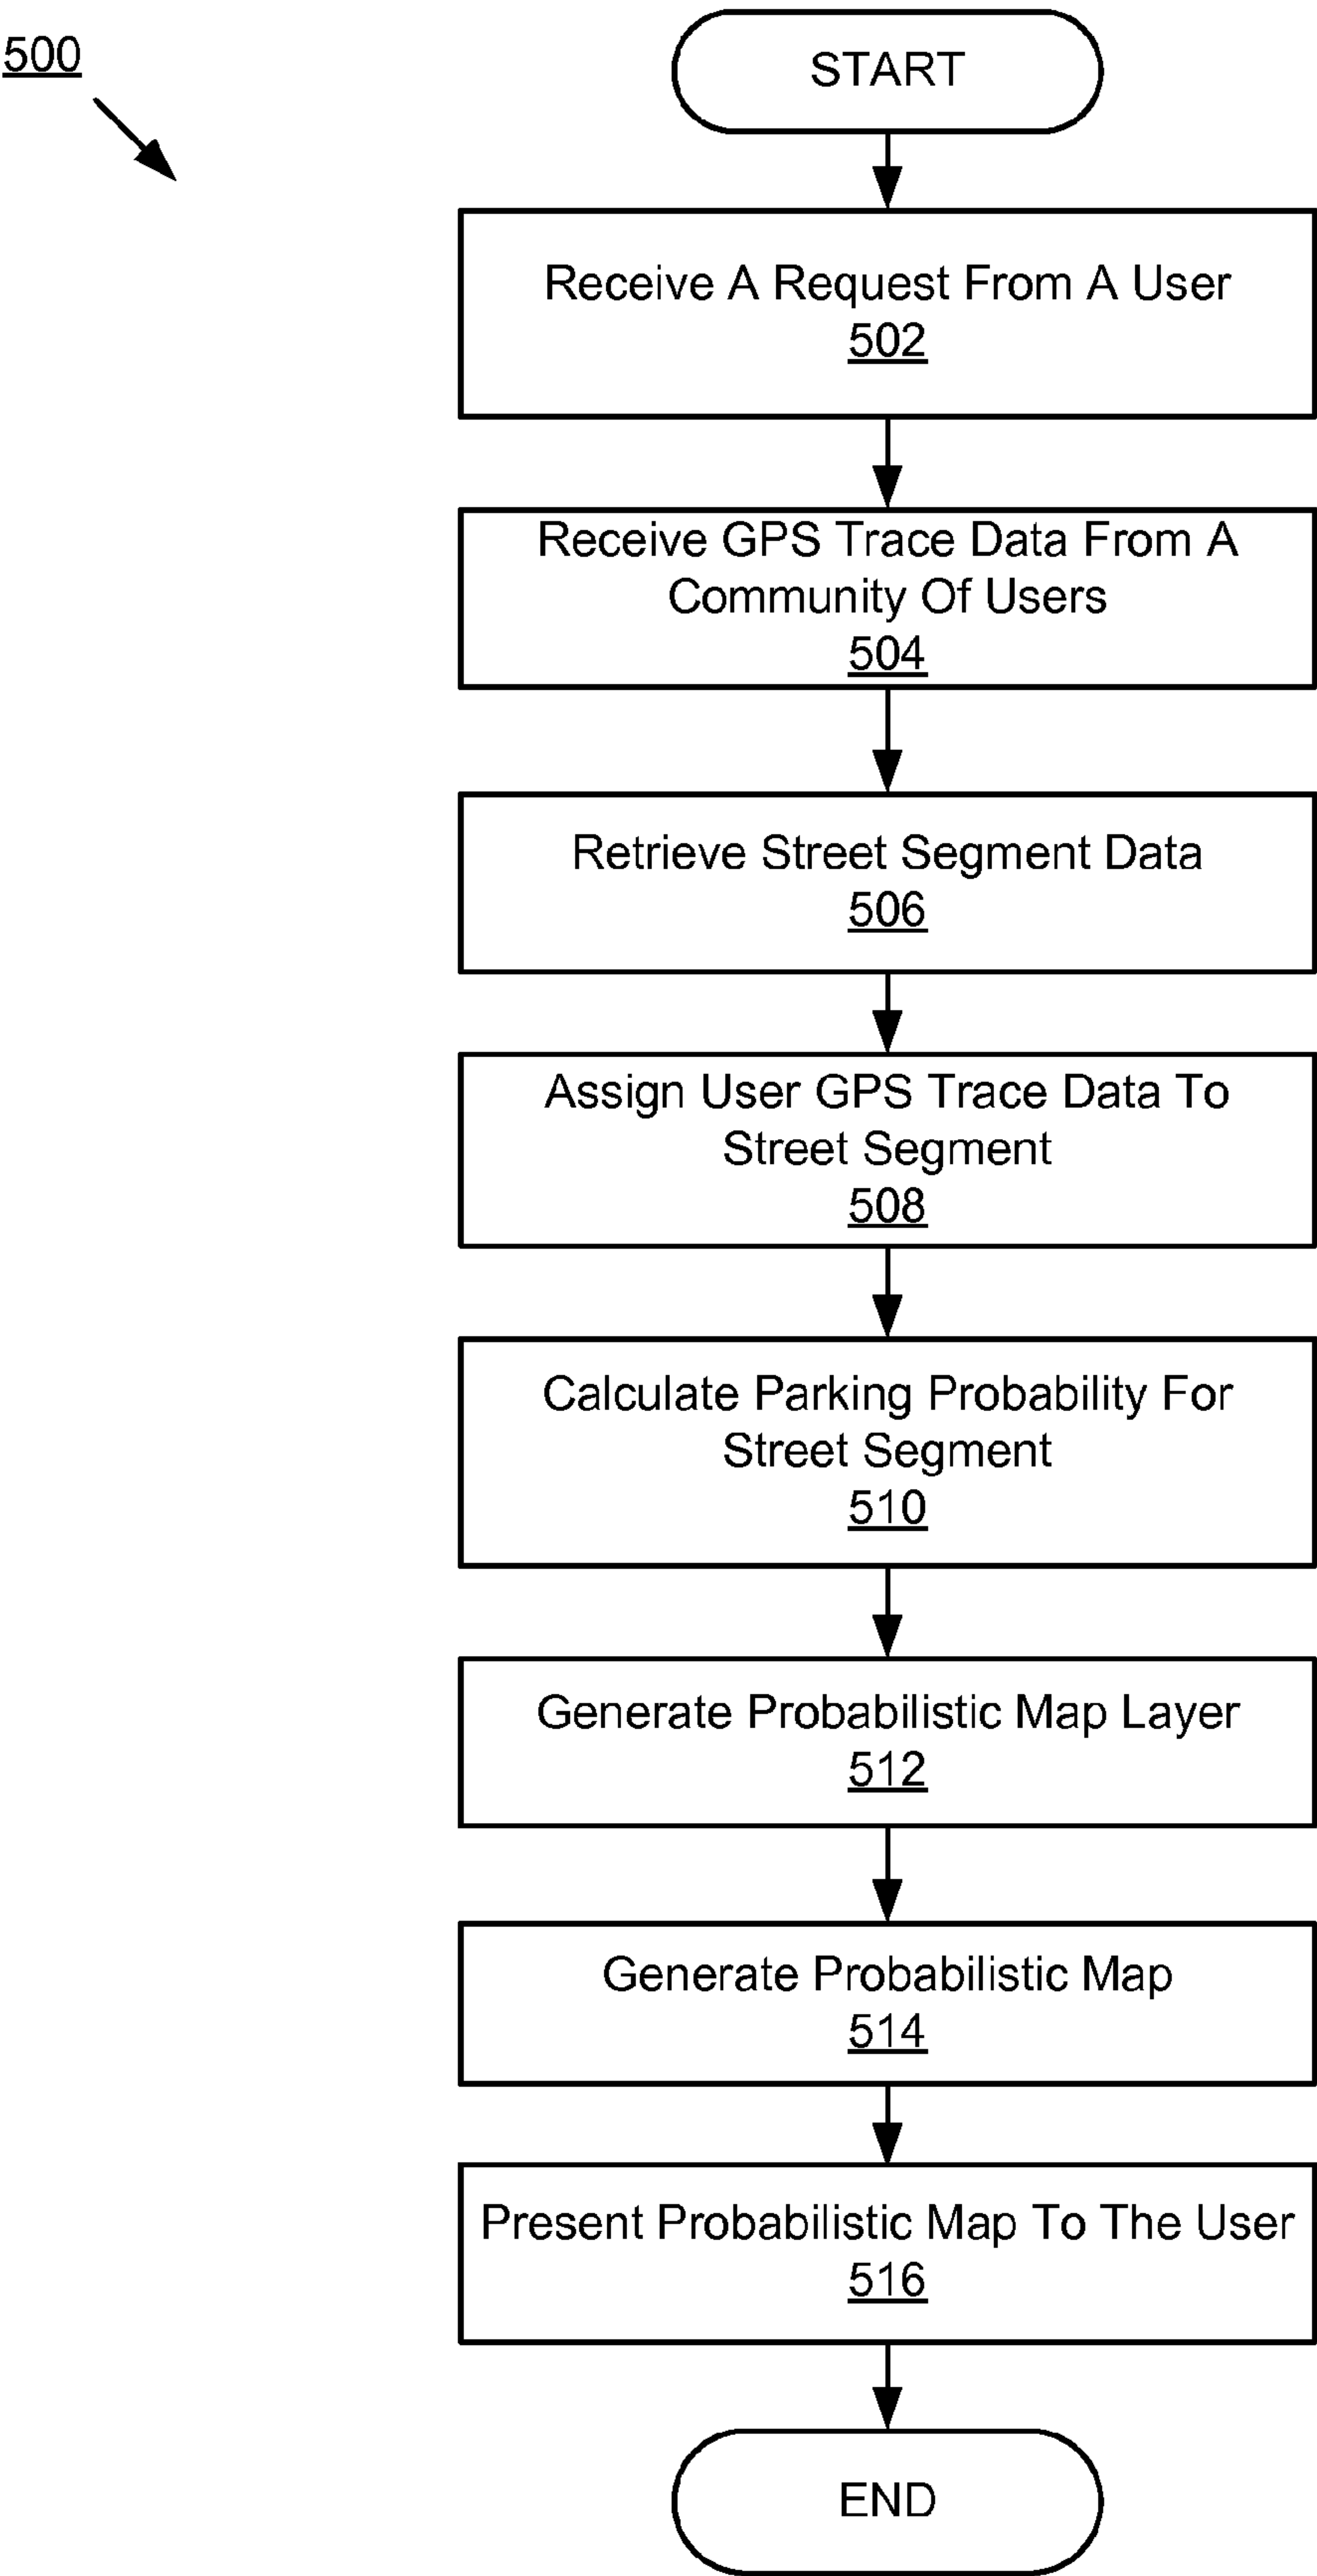 500
START
Receive A Request From A User
502
Receive GPS Trace Data From A
Community Of Users
504
Retrieve Street Segment Data
506
Assign User GPS Trace Data To
Street Segment
508
Calculate Parking Probability For
Street Segment
510
Generate Probabilistic Map Layer
512
Generate Probabilistic Map
514
Present Probabilistic Map To The User
516
END